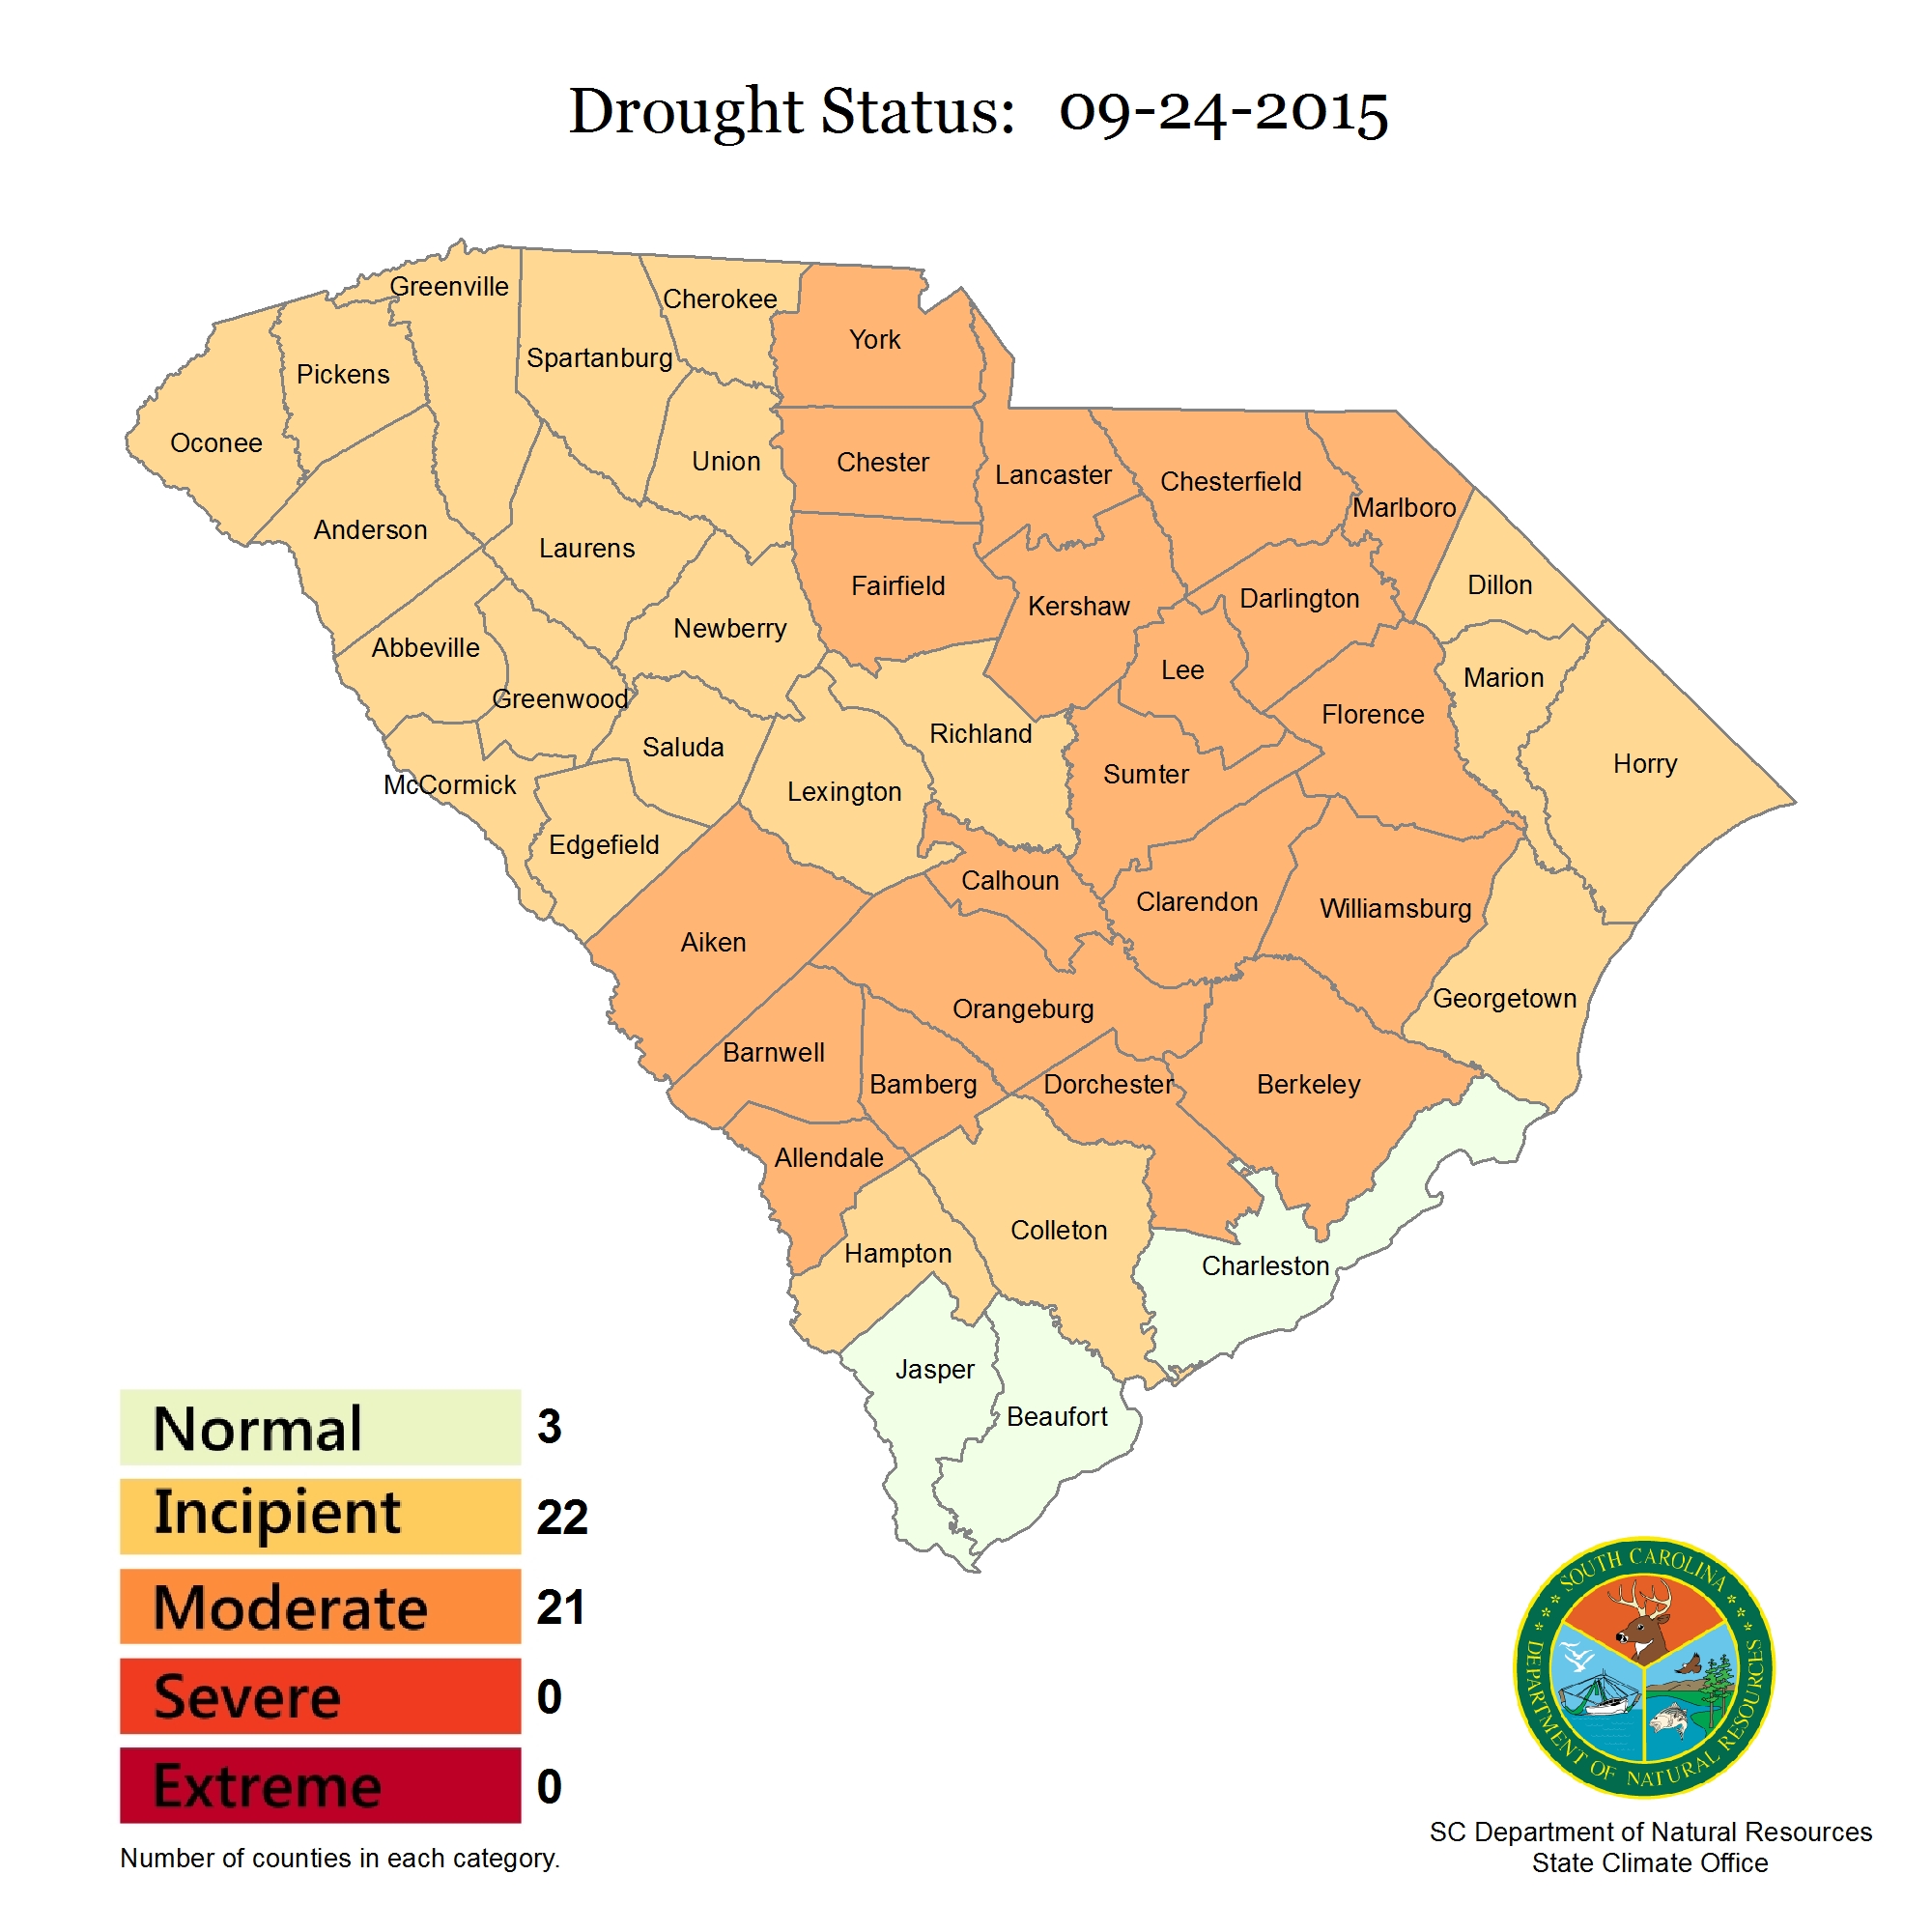 Drought Status: 09-24-2015
Greenville
Cherokee
York
Spartanburg
Pickens
Oconee
Union
Chester
Lancaster
Chesterfield
Marlboro
Anderson
Laurens
Fairfield
Kershaw
Darlington
Dillon
Abbeville
Newberry
Lee
Marion
Greenwood
Florence
Saluda
Richland
Horry
McCormick
Lexington
Sumter
Edgefield
Calhoun
Clarendon
Williamsburg
Aiken
Georgetown
Orangeburg
Barnwell
Bamberg
Dorchester
Berkeley
Allendale
Colleton
Hampton
Charleston
Jasper
Beaufort
Normal 3
Incipient 22
Moderate 21
Severe 0
Extreme 0
Number of counties in each category.
SOUTH CAROLINA
DEPARTMENT OF NATURAL RESOURCES
SC Department of Natural Resources
State Climate Office